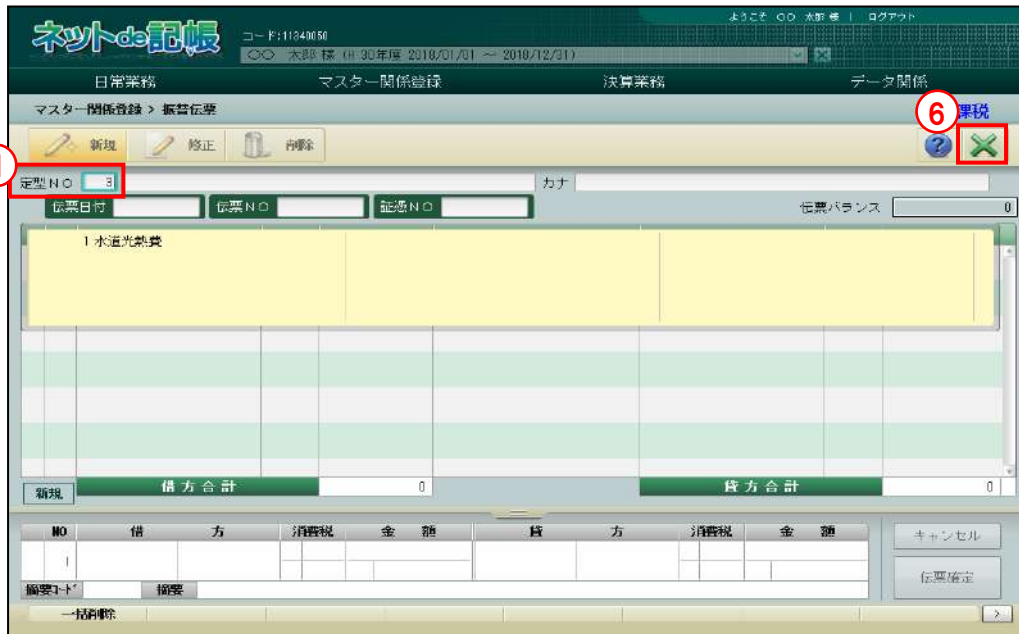 ようこそ ○○ 太郎 様 | ログアウト
ネットde記帳
コード:11340050
○○ 太郎 様 (H 30年度 2018/01/01 ～ 2018/12/31)
日常業務 マスター関係登録 決算業務 データ関係
マスター関係登録 > 振替伝票
課税
6
新規 修正 削除
定型NO 3 カナ
伝票日付 伝票NO 証憑NO 伝票バランス 0
1 水道光熱費
新規 借方合計 0 貸方合計 0
NO 借 方 消費税 金 額 貸 方 消費税 金 額
キャンセル
1
伝票確定
摘要コード 摘要
一括削除